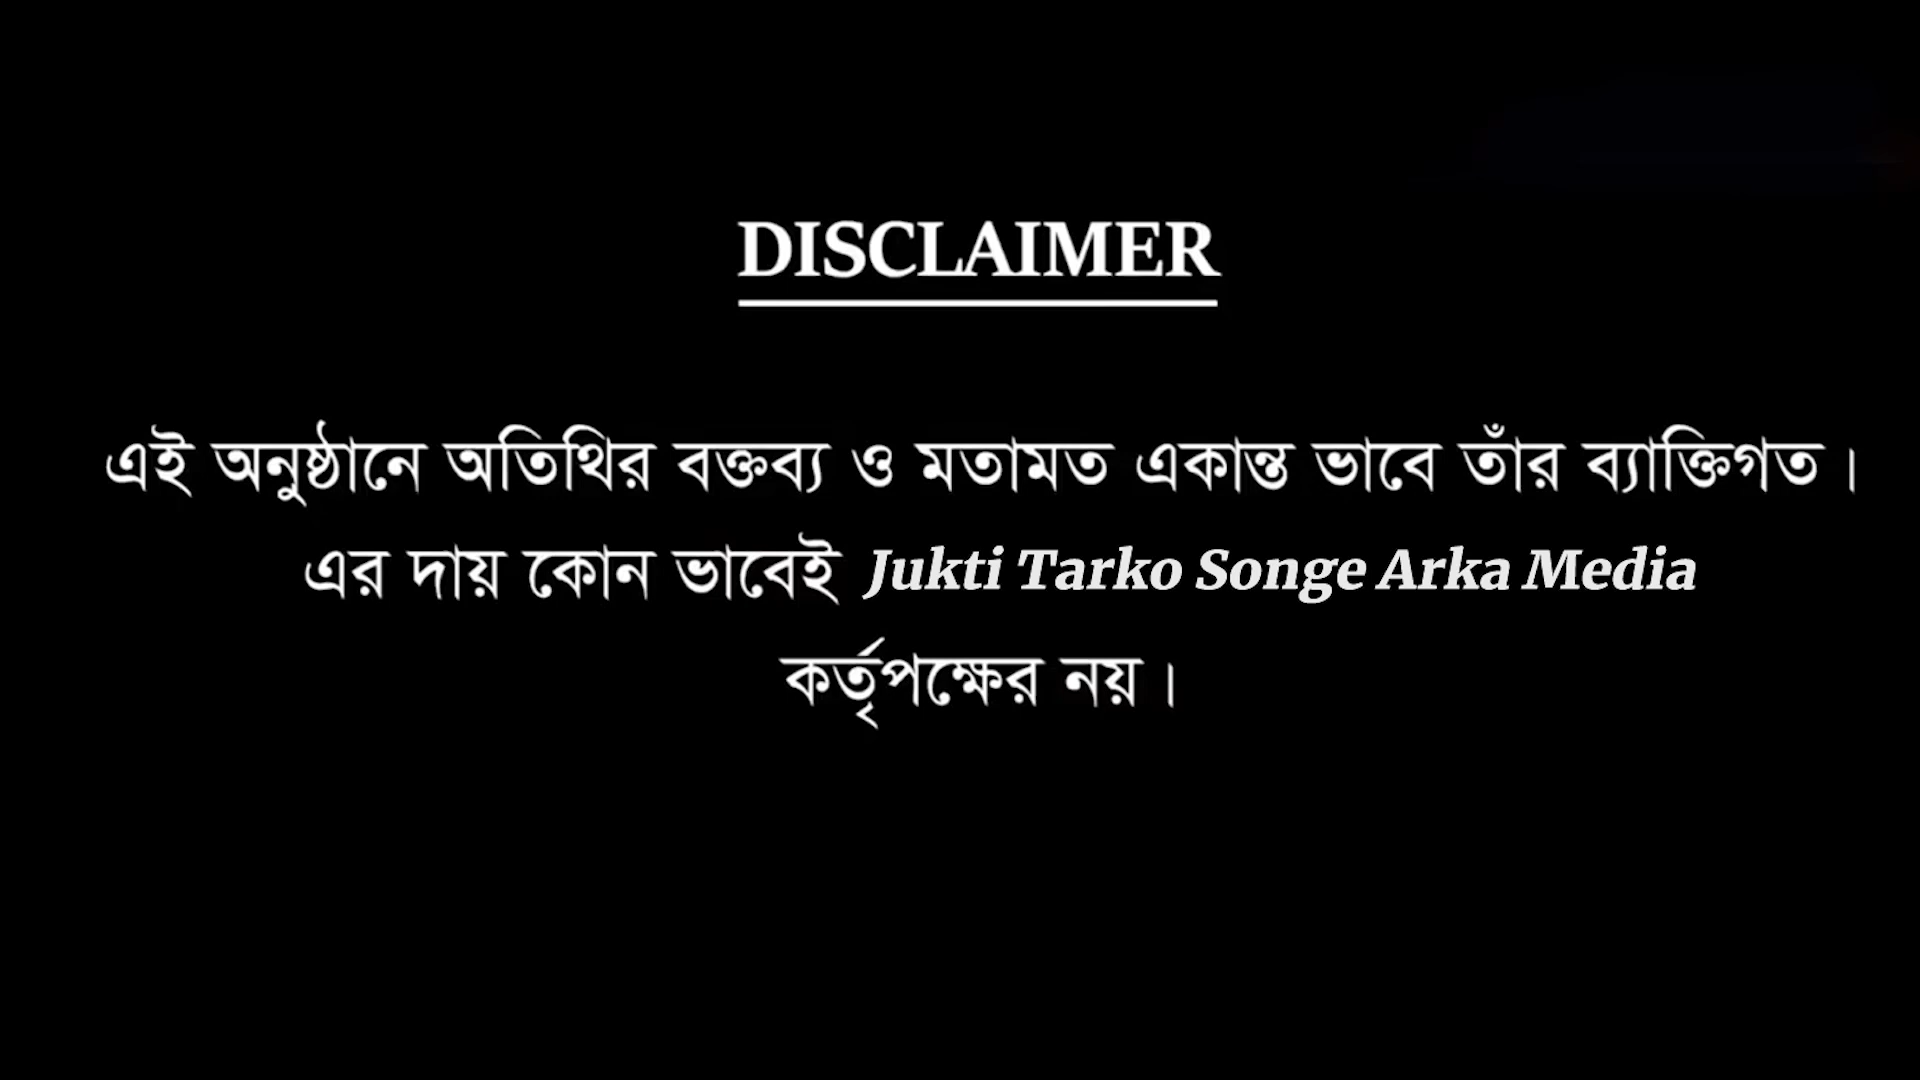 DISCLAIMER
এই অনুষ্ঠানে অতিথির বক্তব্য ও মতামত একান্ত ভাবে তাঁর ব্যাক্তিগত।
এর দায় কোন ভাবেই Jukti Tarko Songe Arka Media
কর্তৃপক্ষের নয়।